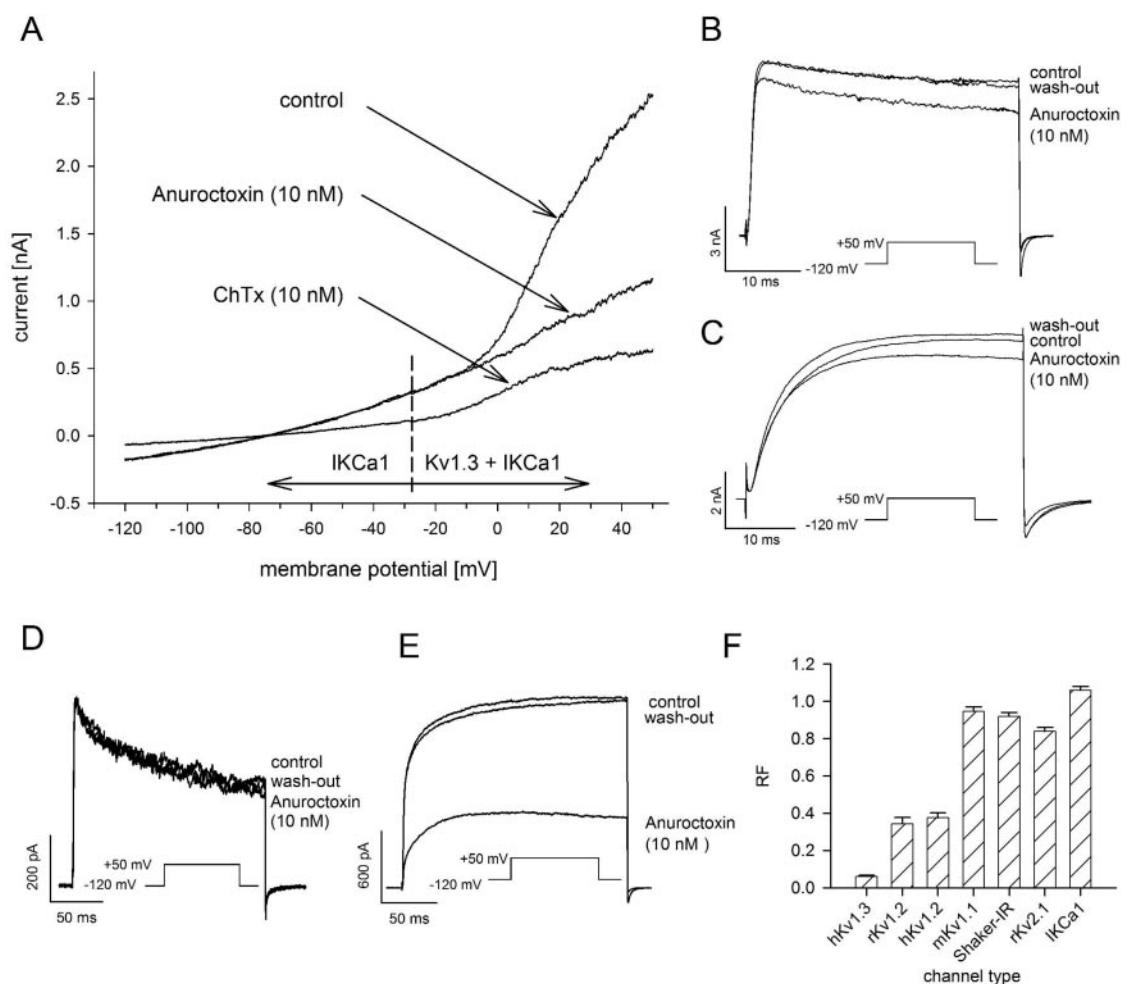 A
2.5
2.0
1.5
1.0
0.5
0.0
-0.5
current [nA]
control
Anuroctoxin (10 nM)
ChTx (10 nM)
IKCa1
Kv1.3 + IKCa1
-120 -100 -80 -60 -40 -20 0 20 40
membrane potential [mV]
B
control
wash-out
Anuroctoxin
(10 nM)
3 nA
10 ms
+50 mV
-120 mV
C
wash-out
control
Anuroctoxin
(10 nM)
2 nA
10 ms
+50 mV
-120 mV
D
control
wash-out
Anuroctoxin
(10 nM)
200 pA
50 ms
+50 mV
-120 mV
E
control
wash-out
Anuroctoxin
(10 nM )
600 pA
50 ms
+50 mV
-120 mV
F
1.2
1.0
0.8
0.6
0.4
0.2
0.0
RF
hKv1.3
rKv1.2
hKv1.2
mKv1.1
Shaker-IR
rKv2.1
IKCa1
channel type